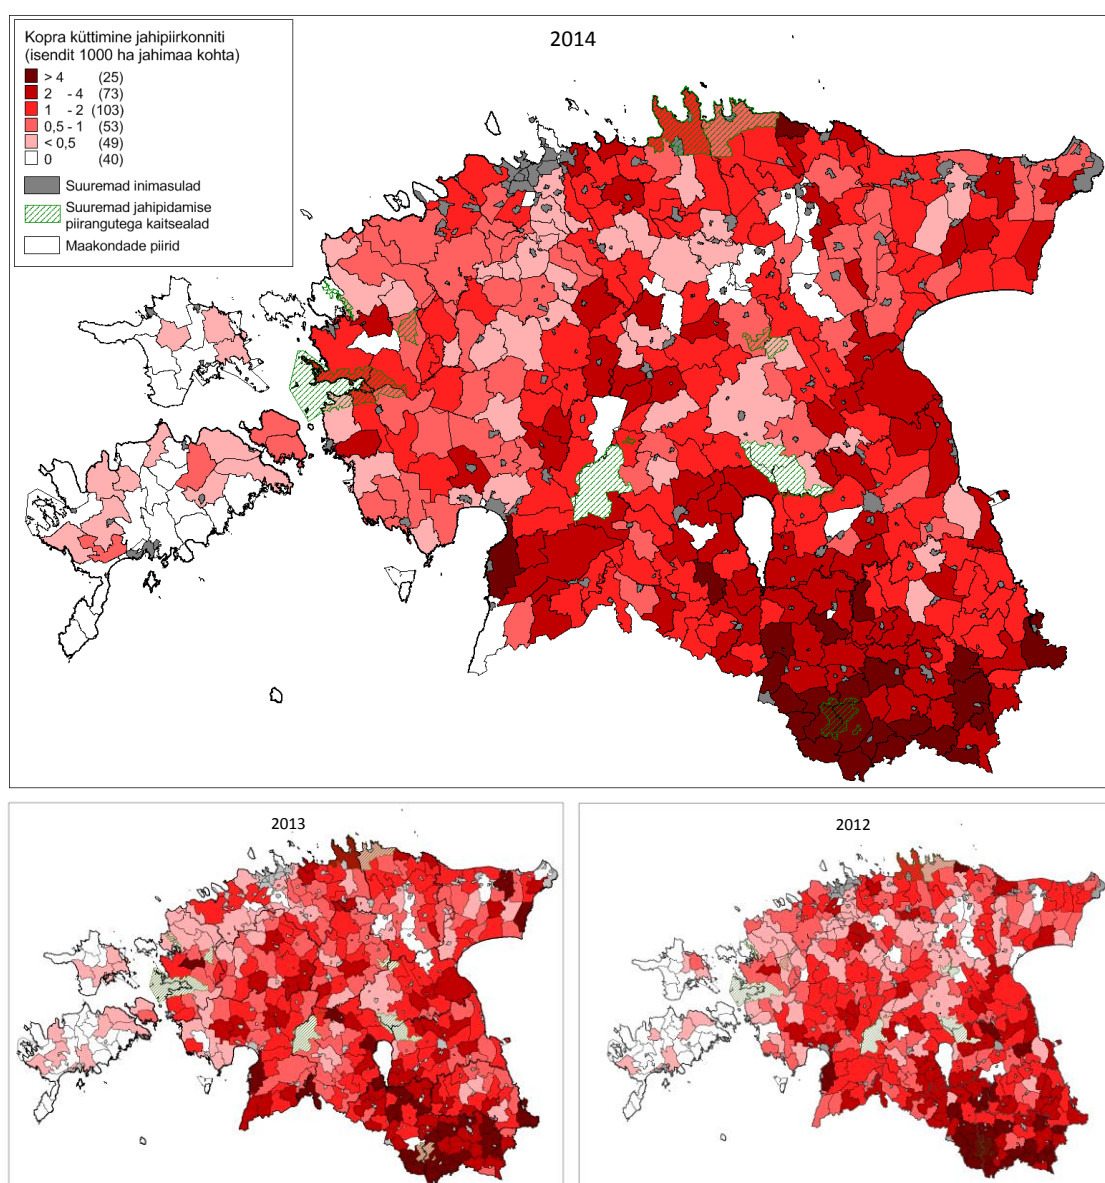 Kopra küttimine jahipiirkonniti
(isendit 1000 ha jahimaa kohta)
> 4 (25)
2 - 4 (73)
1 - 2 (103)
0,5 - 1 (53)
< 0,5 (49)
0 (40)
Suuremad inimasulad
Suuremad jahipidamise
piirangutega kaitsealad
Maakondade piirid
2014
2013
2012